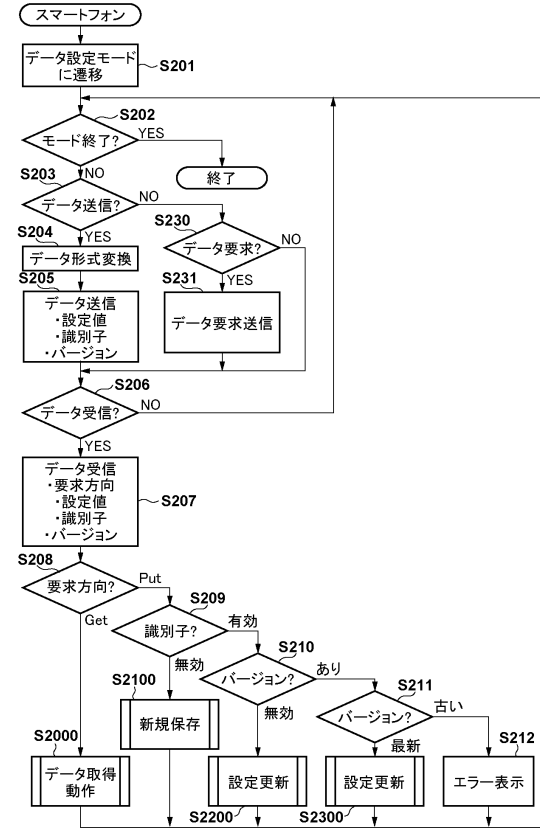 スマートフォン
データ設定モード
に遷移
S201
S202
モード終了?
YES
NO
終了
S203
データ送信?
NO
YES
S204
データ形式変換
S230
データ要求?
NO
YES
S205
データ送信
・設定値
・識別子
・バージョン
S231
データ要求送信
S206
データ受信?
NO
YES
データ受信
・要求方向
・設定値
・識別子
・バージョン
S207
S208
要求方向?
Put
Get
S209
識別子?
有効
無効
S210
バージョン?
あり
無効
S211
バージョン?
古い
最新
S2100
新規保存
S2000
データ取得
動作
設定更新
S2200
設定更新
S2300
S212
エラー表示